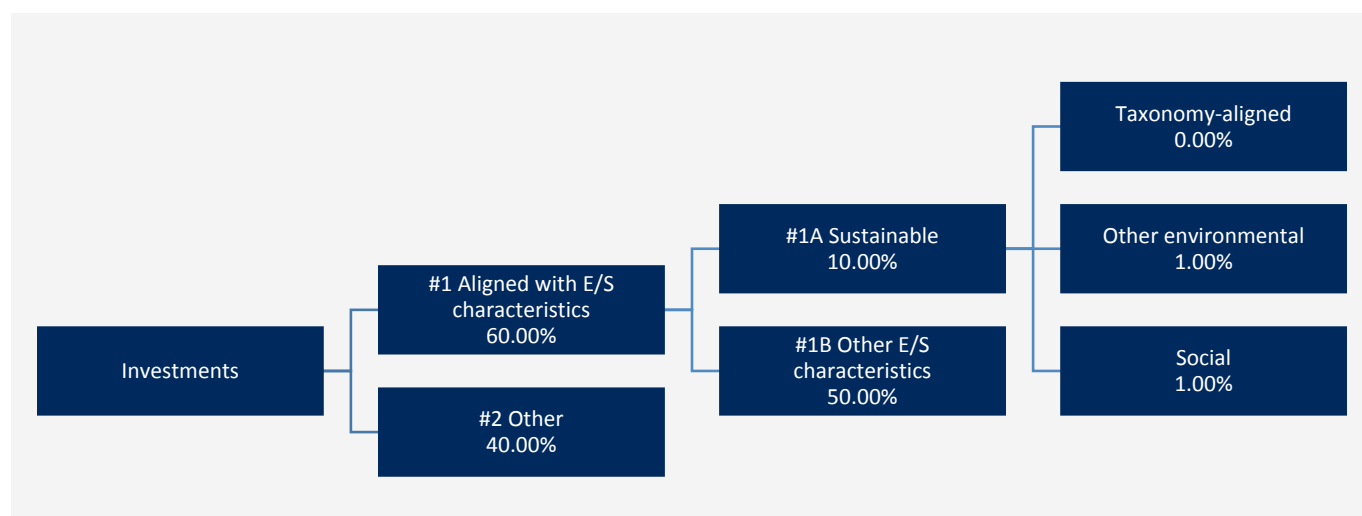 Investments
#1 Aligned with E/S
characteristics
60.00%
#2 Other
40.00%
#1A Sustainable
10.00%
#1B Other E/S
characteristics
50.00%
Taxonomy-aligned
0.00%
Other environmental
1.00%
Social
1.00%